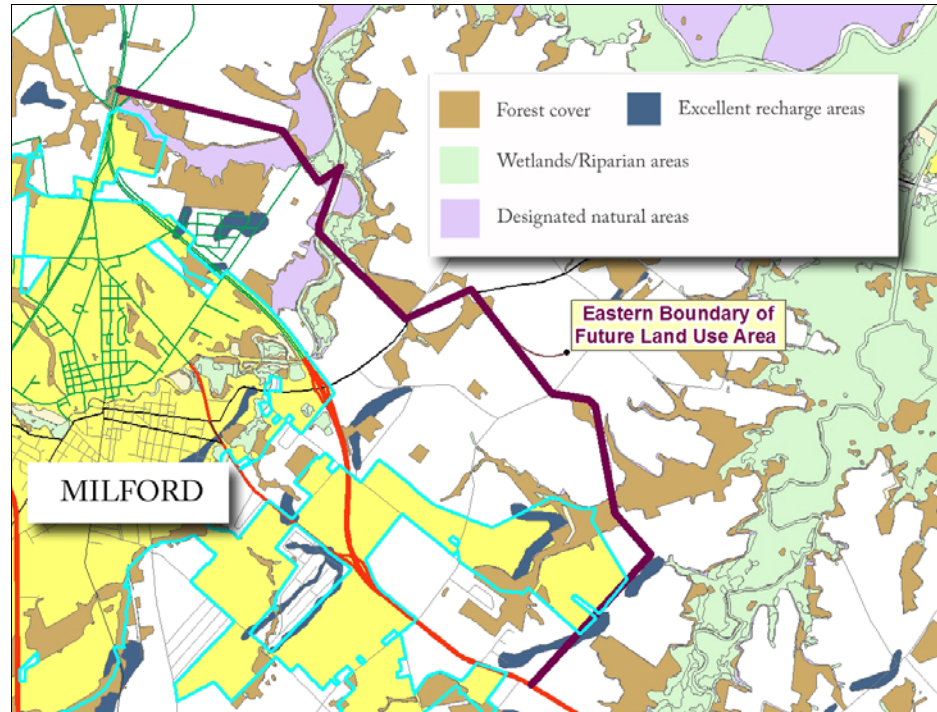 Forest cover
Excellent recharge areas
Wetlands/Riparian areas
Designated natural areas
Eastern Boundary of
Future Land Use Area
MILFORD